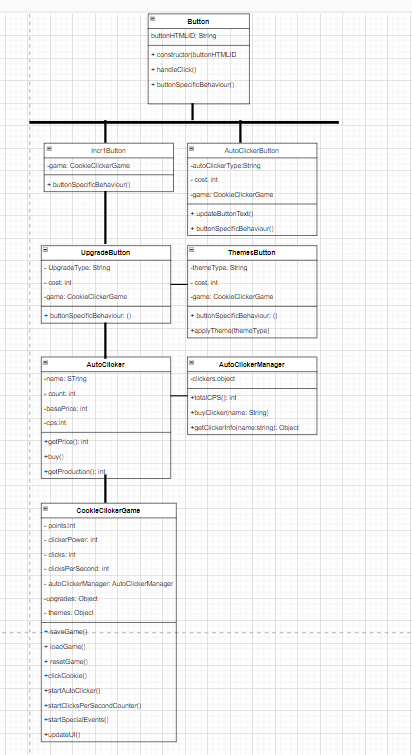 Button
buttonHTMLID: String
+ constructor(buttonHTMLID
+ handleClick()
+ buttonSpecificBehaviour()
Incr1Button
-game: CookieClickerGame
+ buttonSpecificBehaviour()
AutoClickerButton
-autoClickerType:String
- cost: int
-game: CookieClickerGame
+ updateButtonText()
+ buttonSpecificBehaviour()
UpgradeButton
- UpgradeType: String
- cost: int
-game: CookieClickerGame
+ buttonSpecificBehaviour: ()
ThemesButton
-themeType: String
- cost: int
-game: CookieClickerGame
+ buttonSpecificBehaviour: ()
+applyTheme(themeType)
AutoClicker
-name: STring
- count: int
-basePrice: int
-cps:int
+getPrice(): int
+buy()
+getProduction(): int
AutoClickerManager
-clickers:object
+totalCPS(): int
+buyClicker(name: String)
+getClickerInfo(name:string): Object
CookieClickerGame
- points:int
- clickerPower: int
- clicks: int
- clicksPerSecond: int
- autoClickerManager: AutoClickerManager
-upgrades: Object
- themes: Object
+ saveGame()
+ loadGame()
+ resetGame()
+clickCookie()
+startAutoClicker()
+startClicksPerSecondCounter()
+startSpecialEvents()
+updateUI()